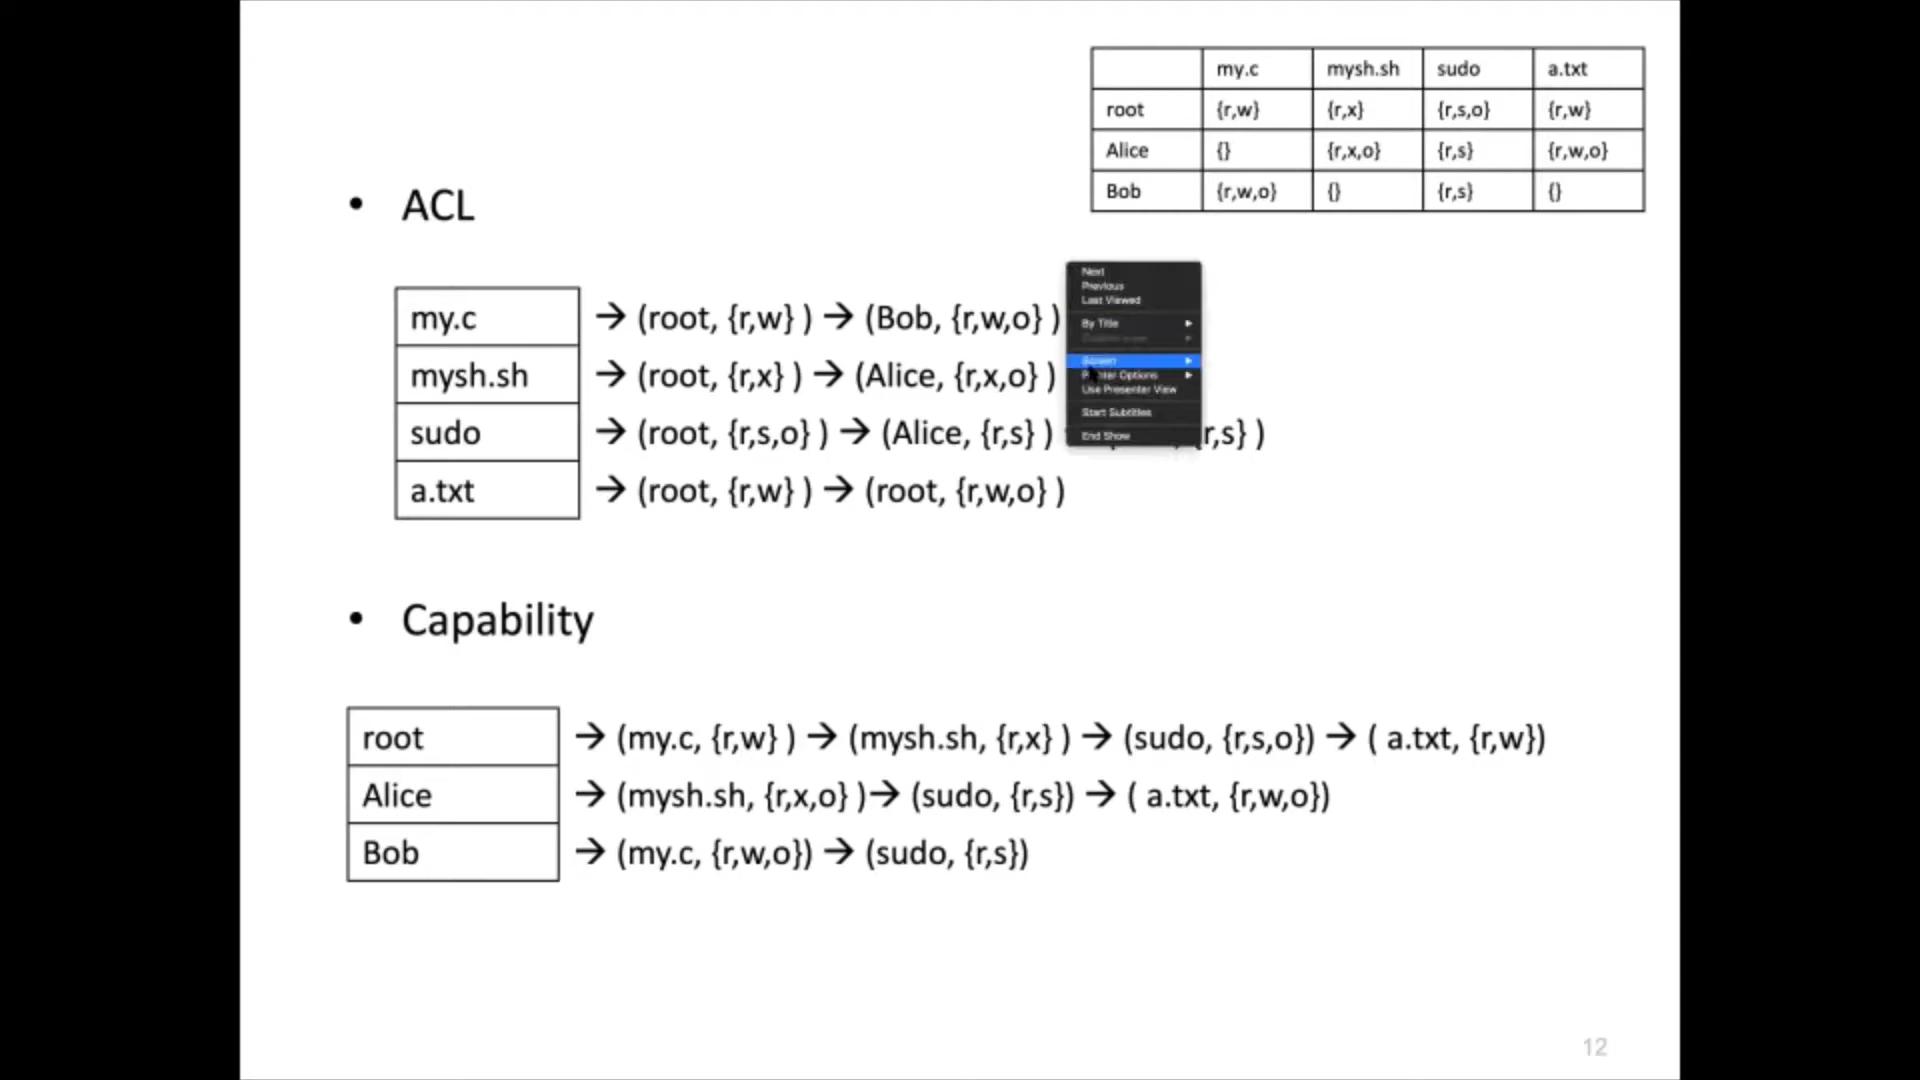 my.c mysh.sh sudo a.txt
root {r,w} {r,x} {r,s,o} {r,w}
Alice {} {r,x,o} {r,s} {r,w,o}
Bob {r,w,o} {} {r,s} {}
• ACL
my.c → (root, {r,w} ) → (Bob, {r,w,o} )
mysh.sh → (root, {r,x} ) → (Alice, {r,x,o} )
sudo → (root, {r,s,o} ) → (Alice, {r,s} ) r,s} )
a.txt → (root, {r,w} ) → (root, {r,w,o} )
Next
Previous
Last Viewed
By Title
Screen
Options
Use Presenter View
Start Subtitles
End Show
• Capability
root → (my.c, {r,w} ) → (mysh.sh, {r,x} ) → (sudo, {r,s,o}) → ( a.txt, {r,w})
Alice → (mysh.sh, {r,x,o} )→ (sudo, {r,s}) → ( a.txt, {r,w,o})
Bob → (my.c, {r,w,o}) → (sudo, {r,s})
12